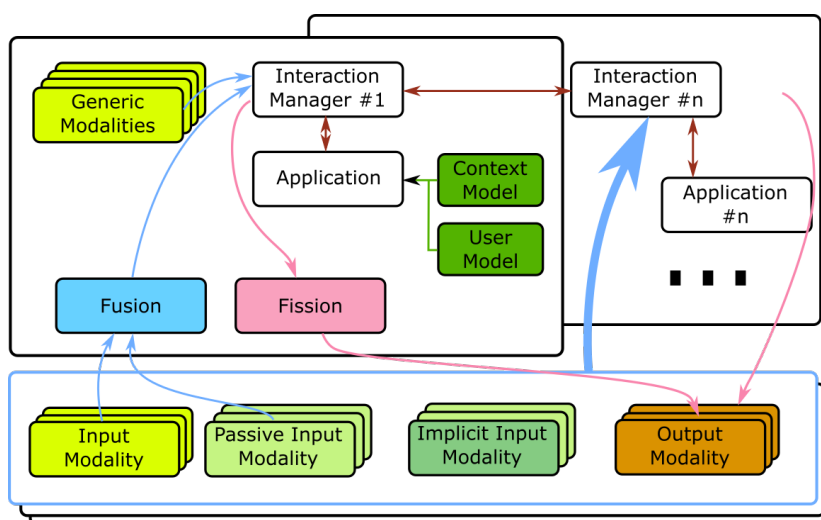 Generic
Modalities
Interaction
Manager #1
Interaction
Manager #n
Application
Context
Model
User
Model
Application
#n
Fusion
Fission
Input
Modality
Passive Input
Modality
Implicit Input
Modality
Output
Modality